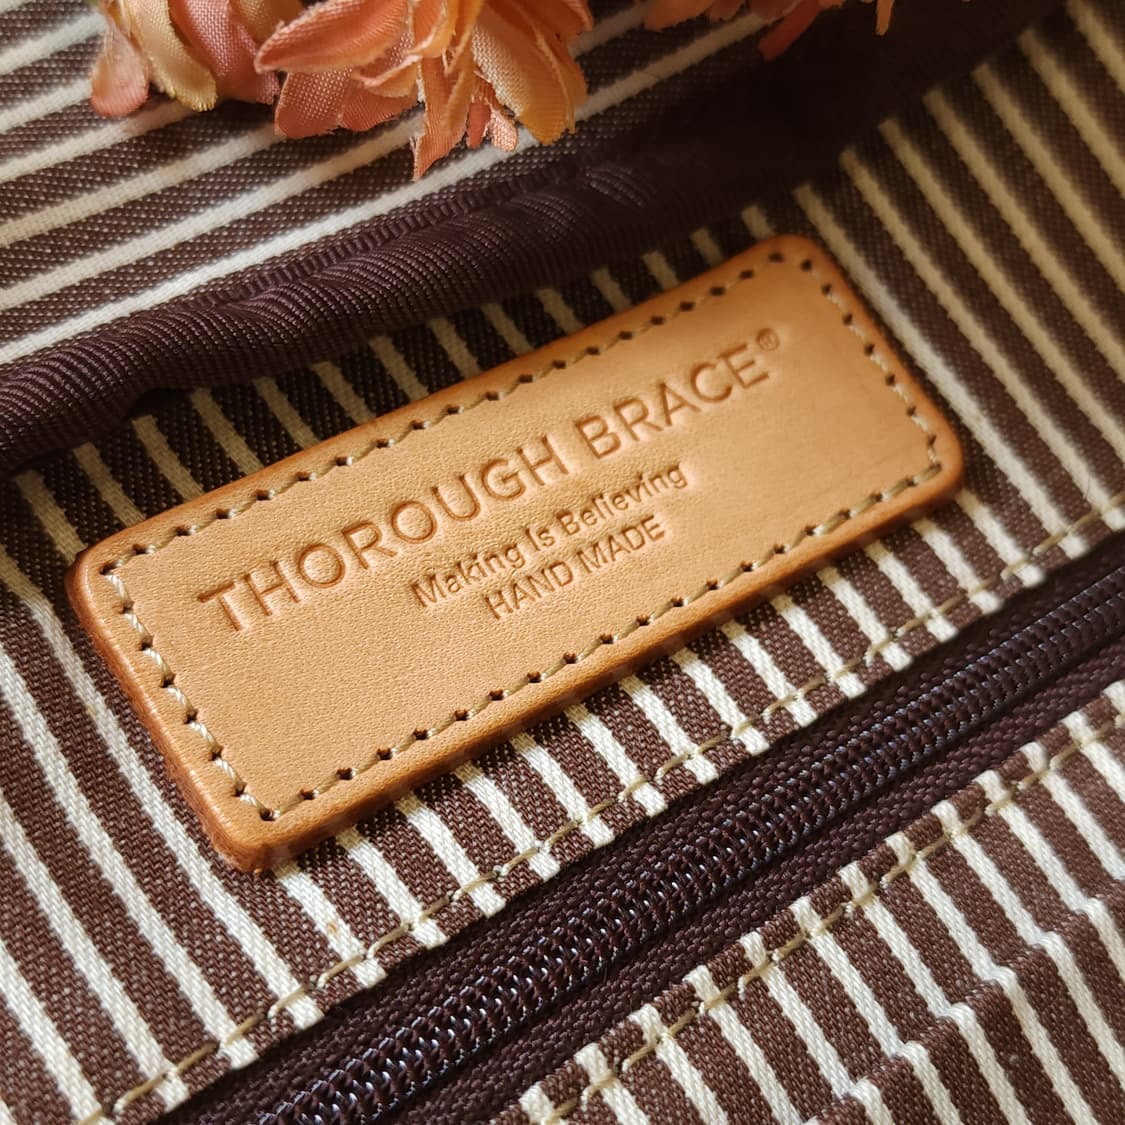 THOROUGH BRACE®
Making Is Believing
HAND MADE